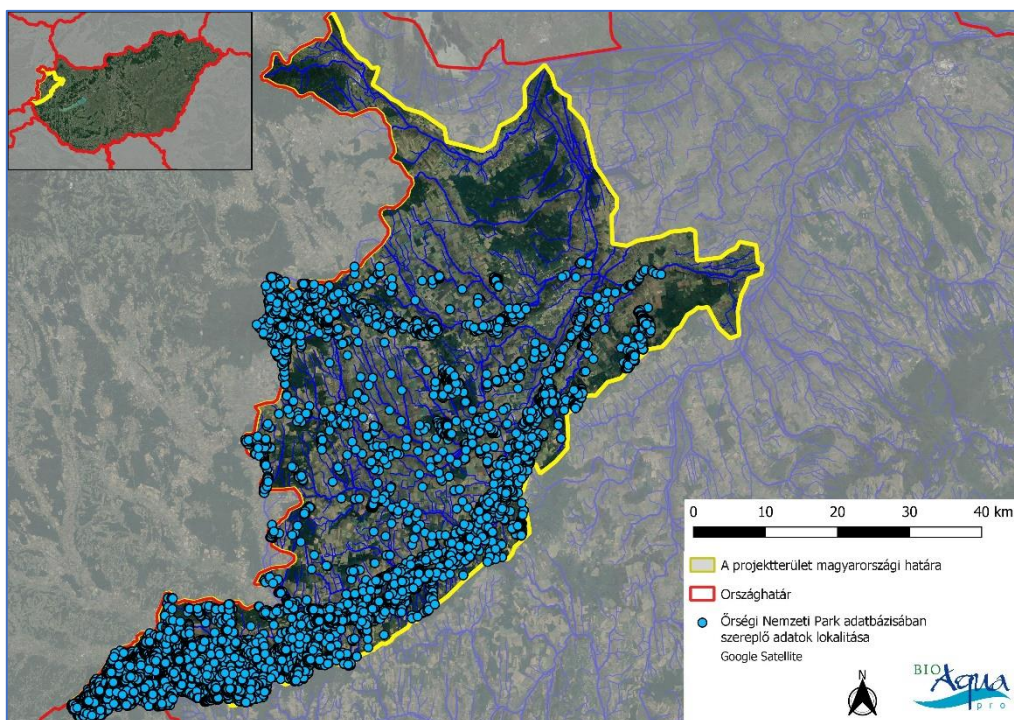 0 10 20 30 40 km
A projektterület magyarországi határa
Országhatár
Őrségi Nemzeti Park adatbázisában
szereplő adatok lokalitása
Google Satellite
N
BIO
Aqua
pro